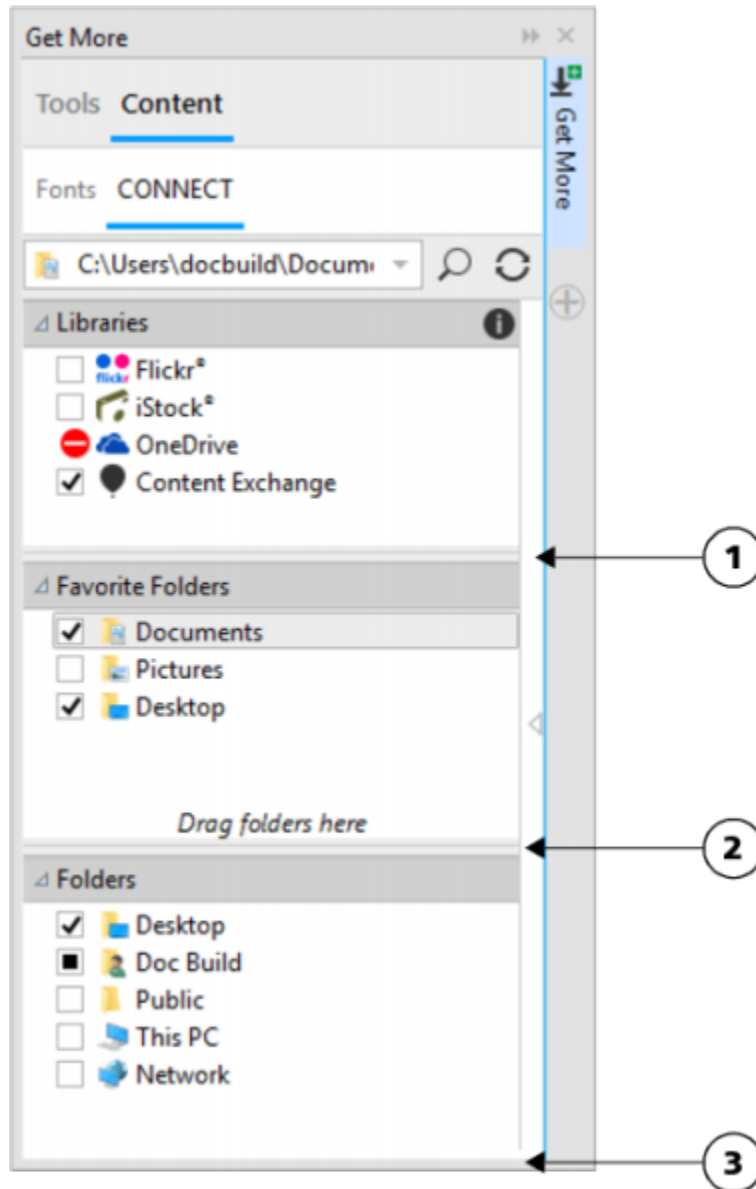 Get More
Tools Content
Get More
Fonts CONNECT
C:\Users\docbuild\Docum
Libraries
flickr Flickr®
iStock®
OneDrive
Content Exchange
1
Favorite Folders
Documents
Pictures
Desktop
Drag folders here
2
Folders
Desktop
Doc Build
Public
This PC
Network
3